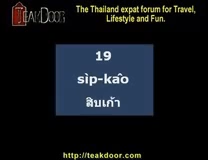 TEAKDOOR
The Thailand expat forum for Travel,
Lifestyle and Fun.
19
sìp-kâo
สิบเก้า
http://teakdoor.com